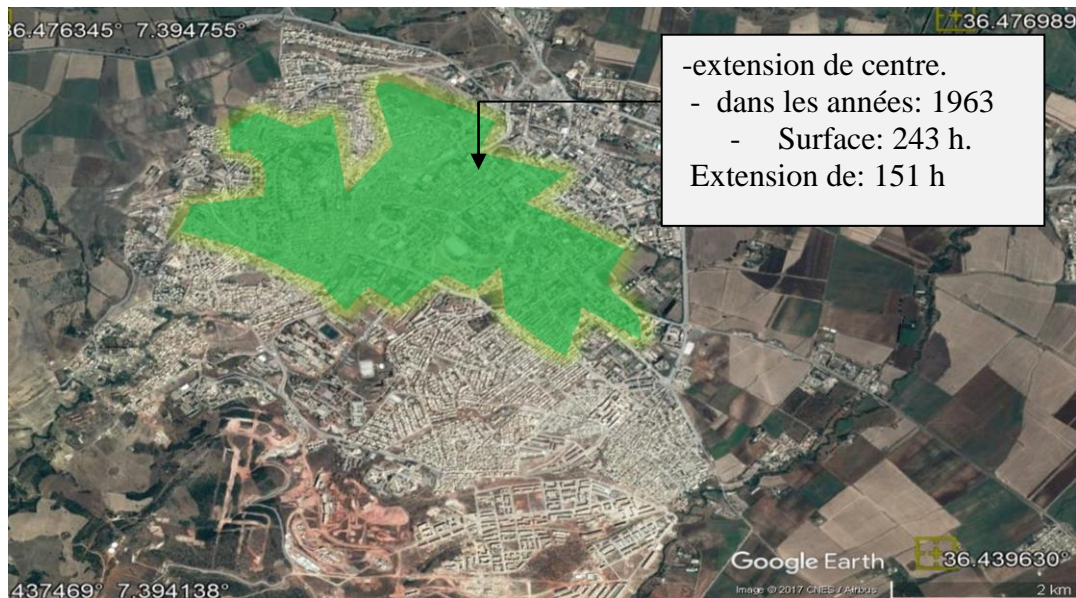 6.476345° 7.394755°
36.476989
-extension de centre.
- dans les années: 1963
- Surface: 243 h.
Extension de: 151 h
Google Earth
36.439630°
Image © 2017 CNES / Airbus
437469° 7.394138°
2 km